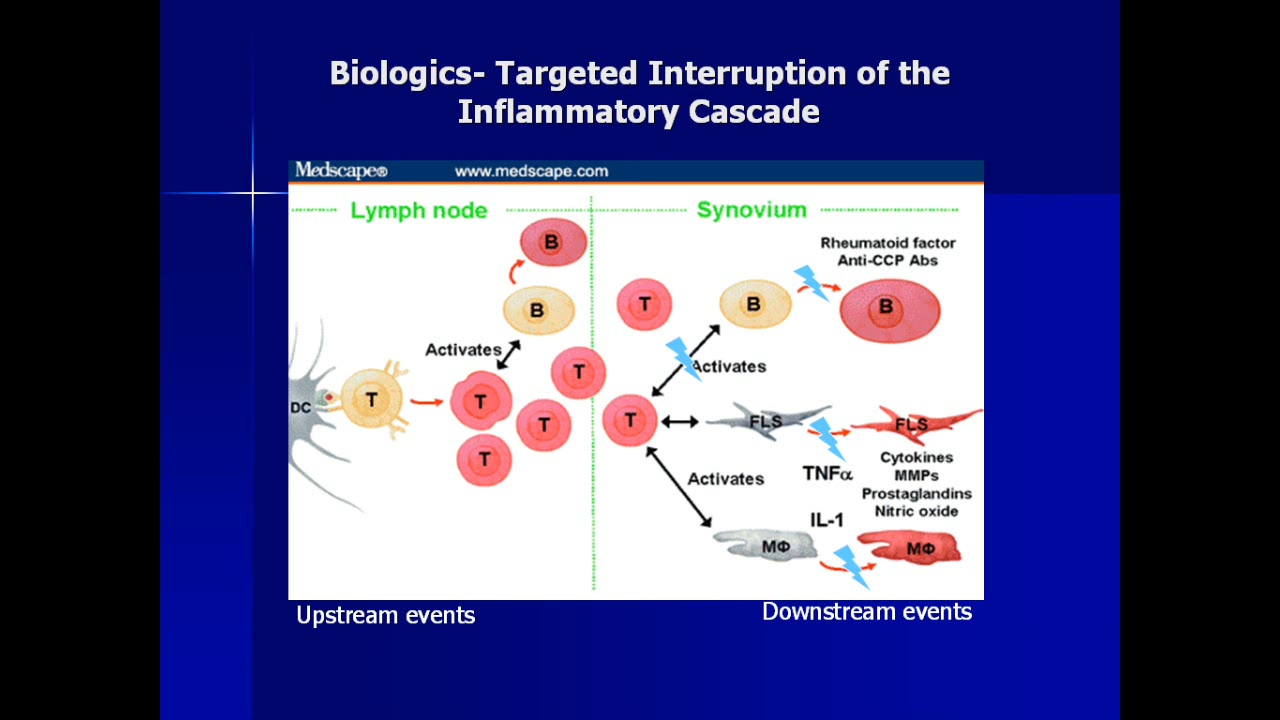 Biologics- Targeted Interruption of the
Inflammatory Cascade
Medscape® www.medscape.com
Lymph node
Synovium
B
Rheumatoid factor
Anti-CCP Abs
B
T
B
B
Activates
T
Activates
DC
T
T
T
T
FLS
FLS
T
Activates
TNFα
Cytokines
MMPs
Prostaglandins
Nitric oxide
IL-1
MΦ
MΦ
Upstream events
Downstream events